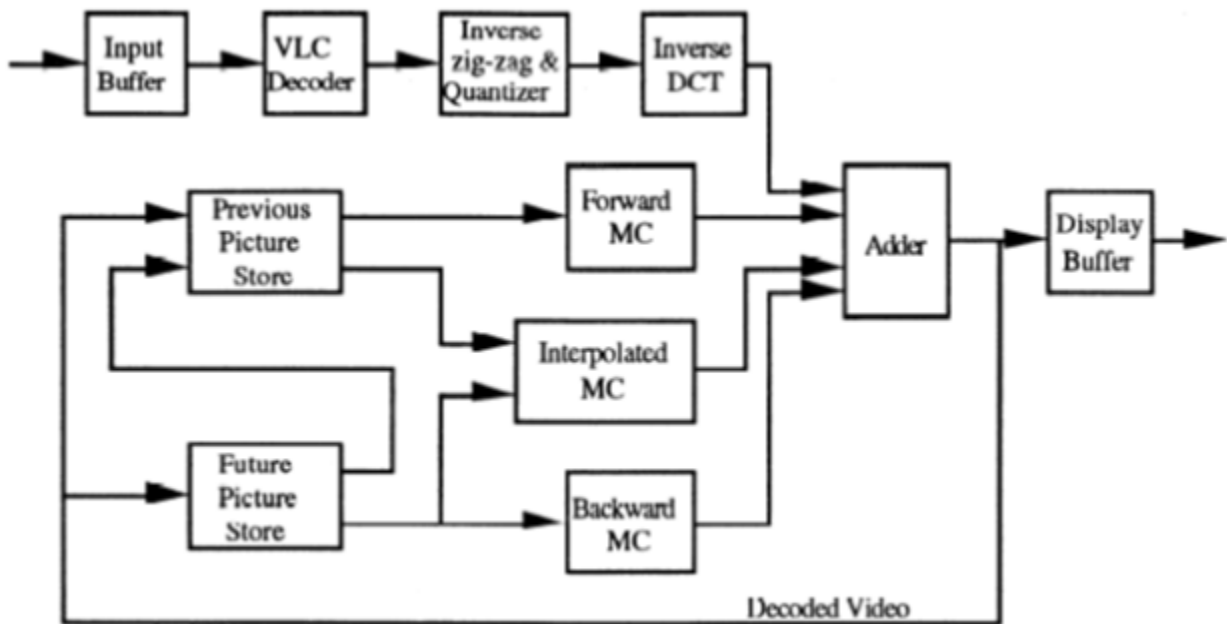 Input
Buffer
VLC
Decoder
Inverse
zig-zag &
Quantizer
Inverse
DCT
Previous
Picture
Store
Forward
MC
Adder
Display
Buffer
Interpolated
MC
Future
Picture
Store
Backward
MC
Decoded Video